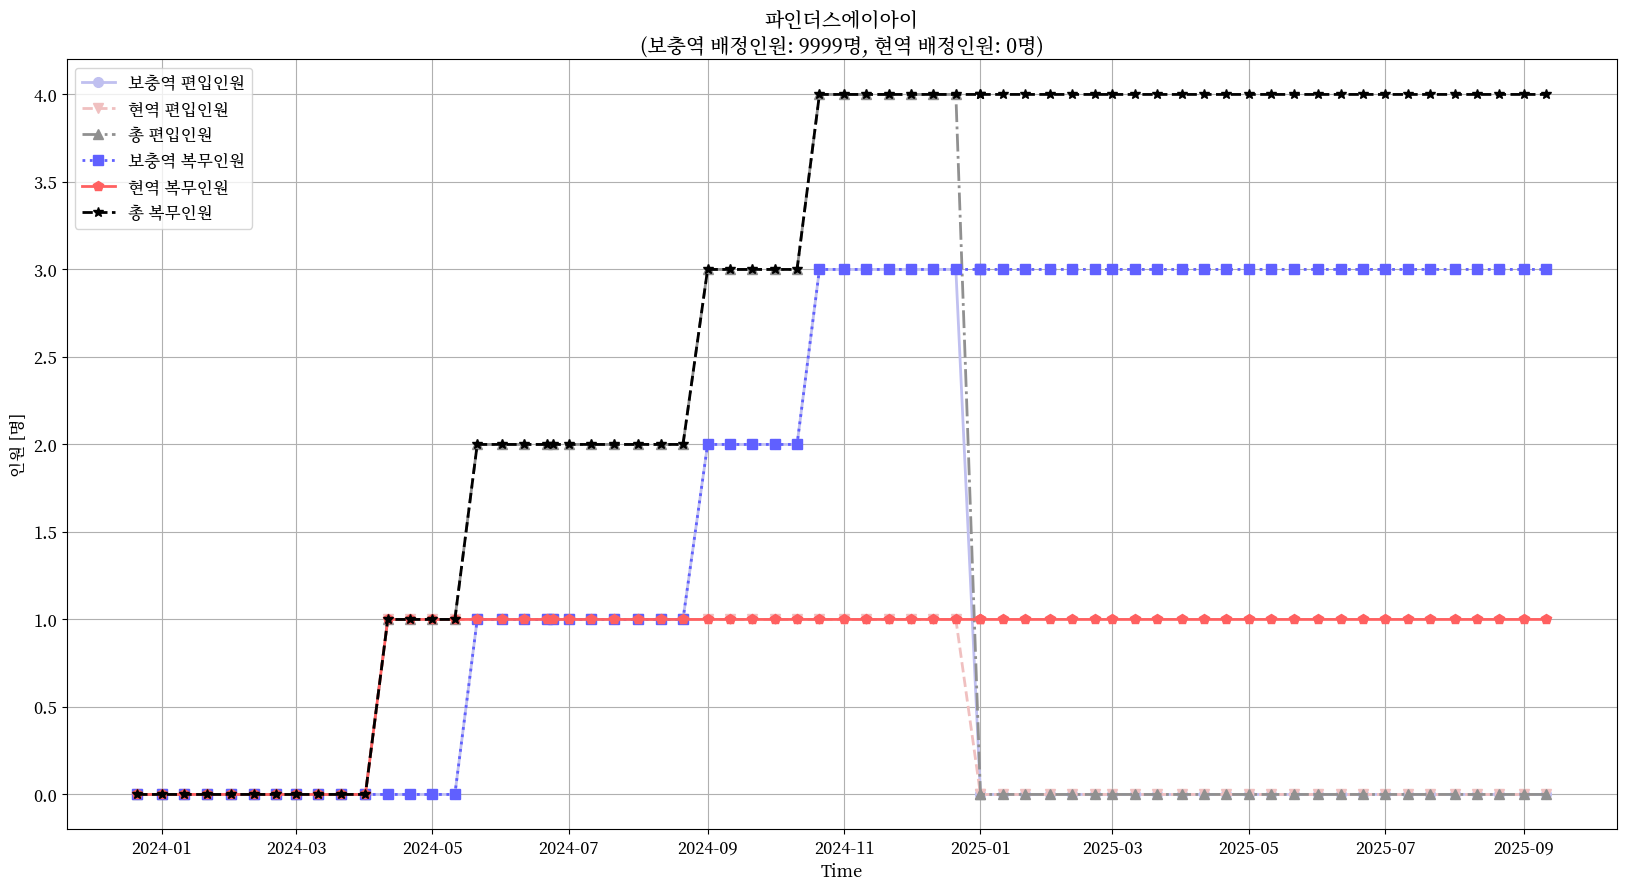 파인더스에이아이
(보충역 배정인원: 9999명, 현역 배정인원: 0명)
보충역 편입인원
현역 편입인원
총 편입인원
보충역 복무인원
현역 복무인원
총 복무인원
4.0
3.5
3.0
2.5
2.0
1.5
1.0
0.5
0.0
인원 [명]
2024-01
2024-03
2024-05
2024-07
2024-09
2024-11
2025-01
2025-03
2025-05
2025-07
2025-09
Time